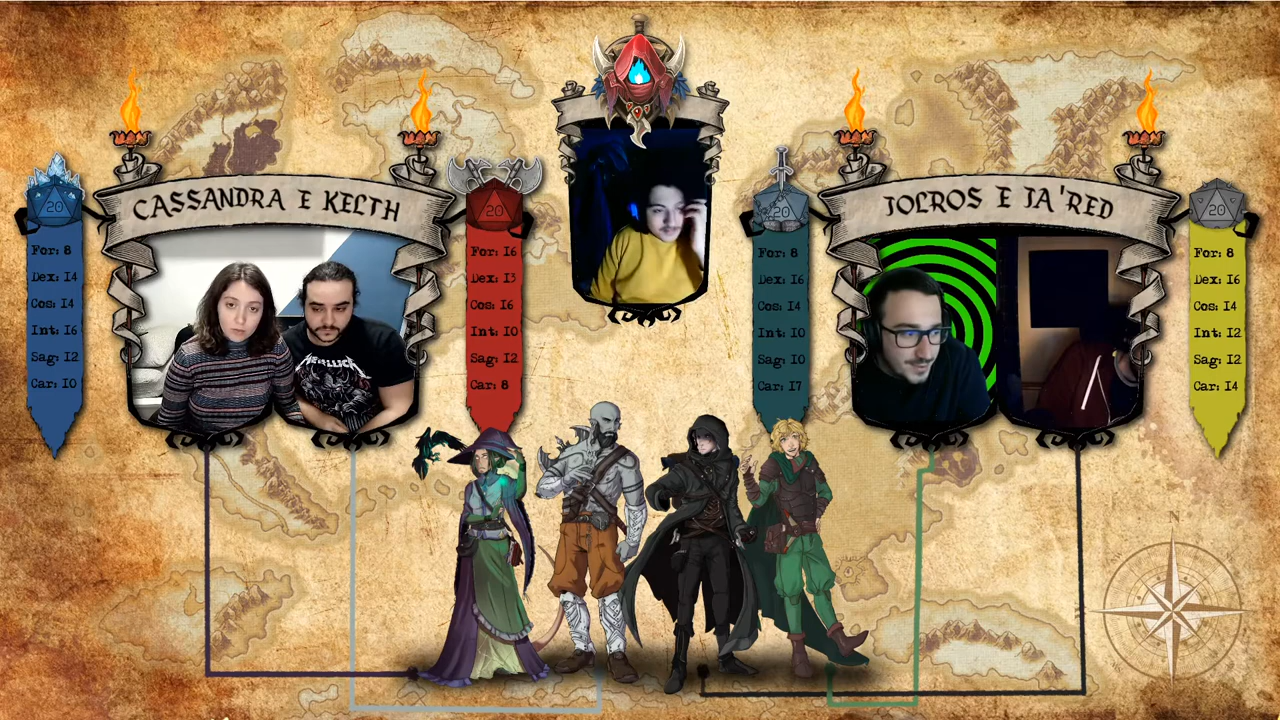 CASSANDRA E KELTH
JOLROS E JA'RED
20
For: 8
Dex: 14
Cos: 14
Int: 16
Sag: 12
Car: 10
20
For: 16
Dex: 13
Cos: 16
Int: 10
Sag: 12
Car: 8
METALLICA
20
For: 8
Dex: 16
Cos: 14
Int: 10
Sag: 10
Car: 17
20
For: 8
Dex: 16
Cos: 14
Int: 12
Sag: 12
Car: 14
N